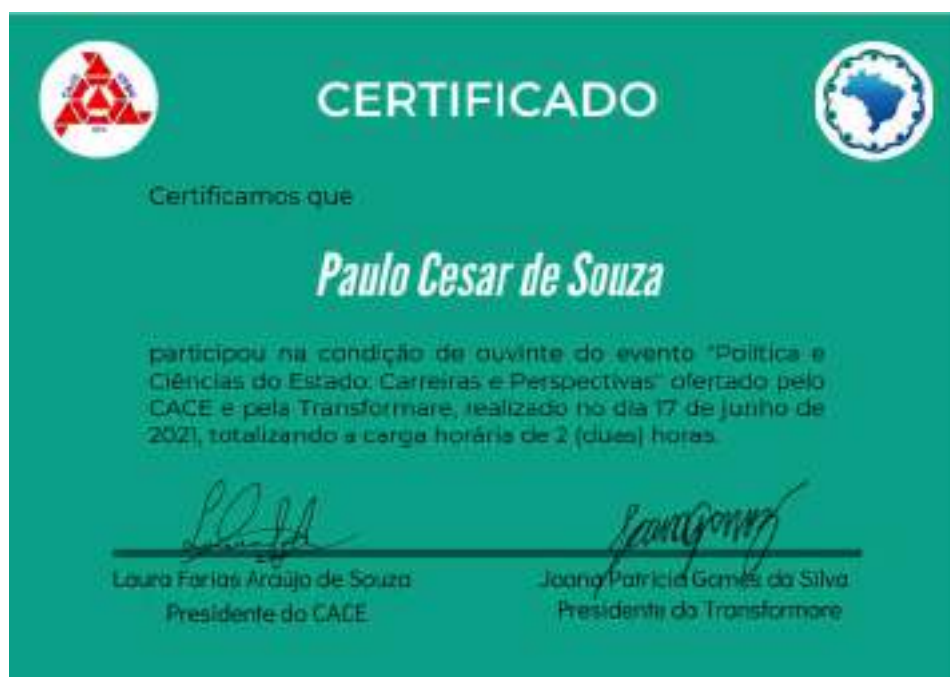 CERTIFICADO
Certificamos que
Paulo Cesar de Souza
participou na condição de ouvinte do evento "Política e
Ciências do Estado: Carreiras e Perspectivas" ofertado pelo
CACE e pela Transformare, realizado no dia 17 de junho de
2021, totalizando a carga horária de 2 (duas) horas.
Laura Farias Araújo de Souza
Joana Patrícia Gomes da Silva
Presidente do CACE
Presidente da Transformare